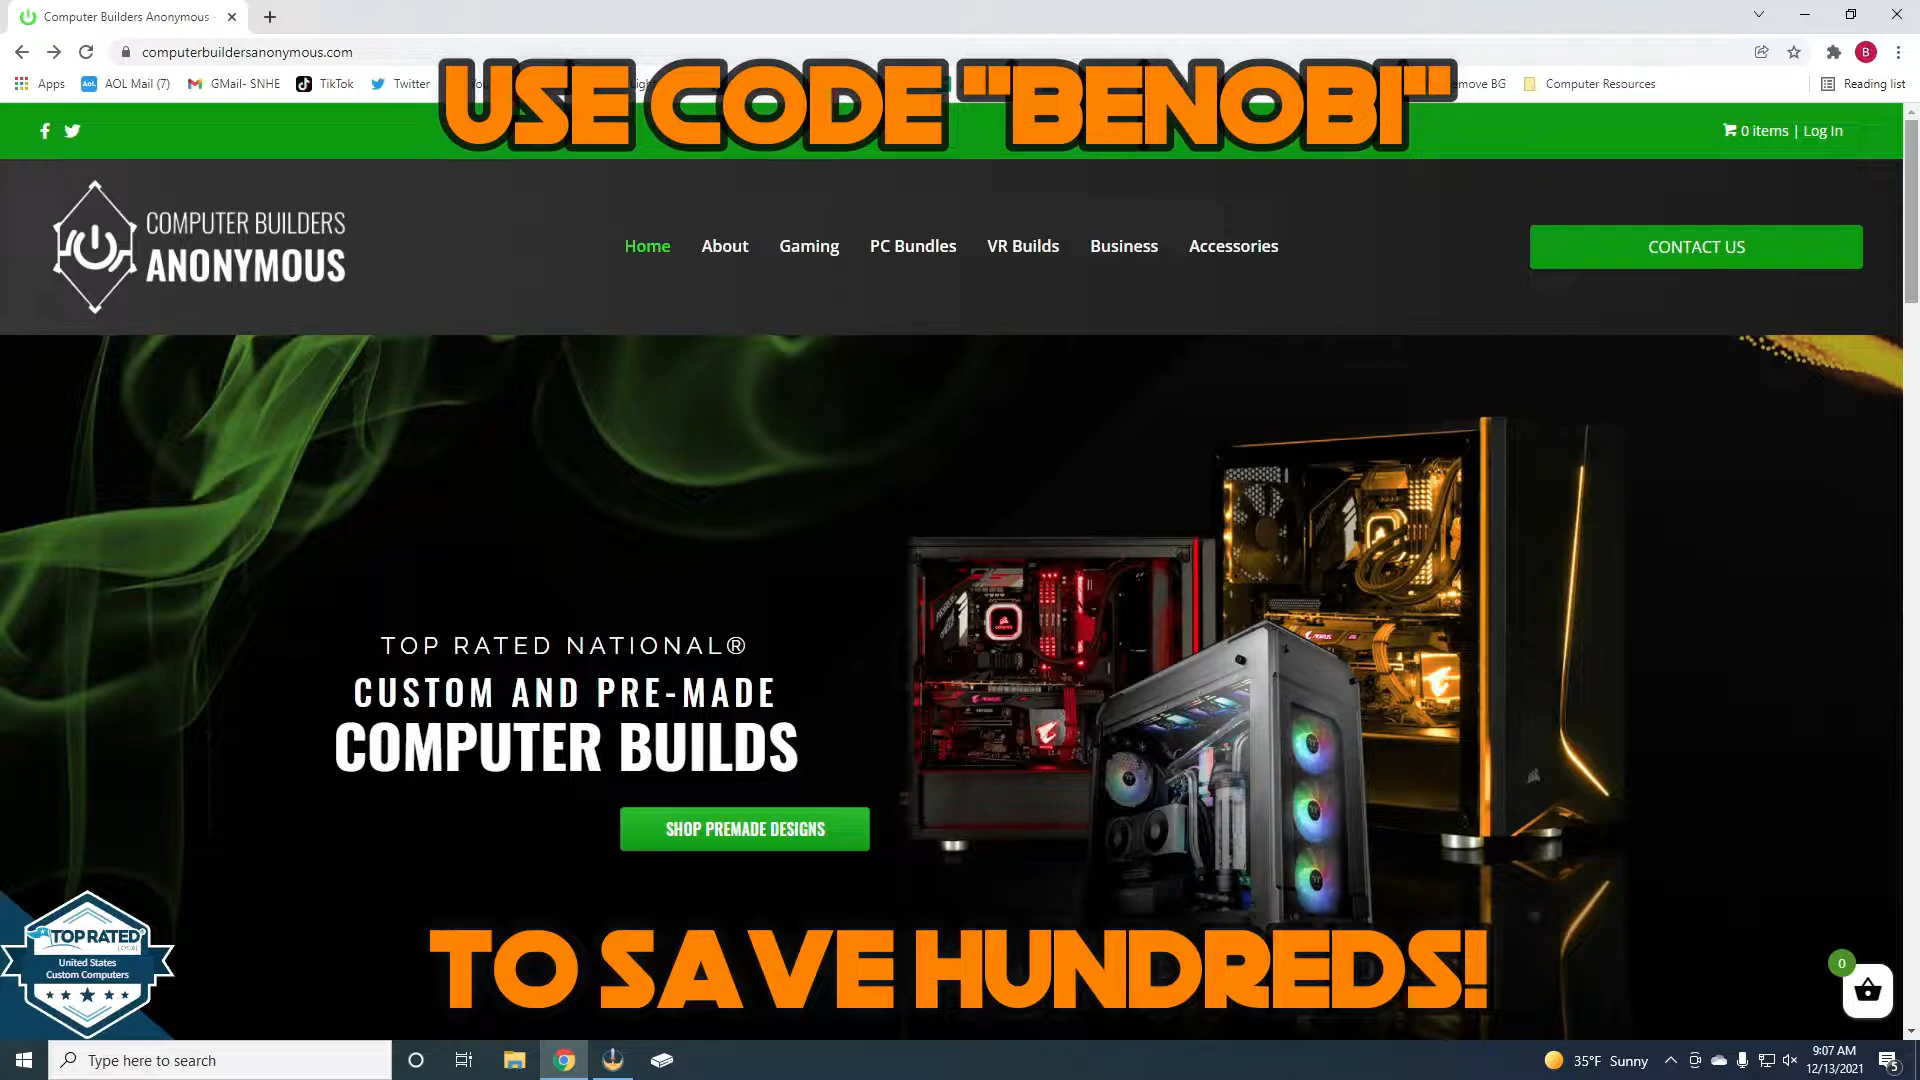 Computer Builders Anonymous
computerbuildersanonymous.com
Apps
AOL Mail (7)
GMail- SNHE
TikTok
Twitter
Computer Resources
Reading list
USE CODE "BENOBI"
0 items | Log In
COMPUTER BUILDERS
ANONYMOUS
Home
About
Gaming
PC Bundles
VR Builds
Business
Accessories
CONTACT US
TOP RATED NATIONAL®
CUSTOM AND PRE-MADE
COMPUTER BUILDS
SHOP PREMADE DESIGNS
TOP RATED
LOCAL
United States
Custom Computers
TO SAVE HUNDREDS!
0
Type here to search
35°F Sunny
9:07 AM
12/13/2021
5